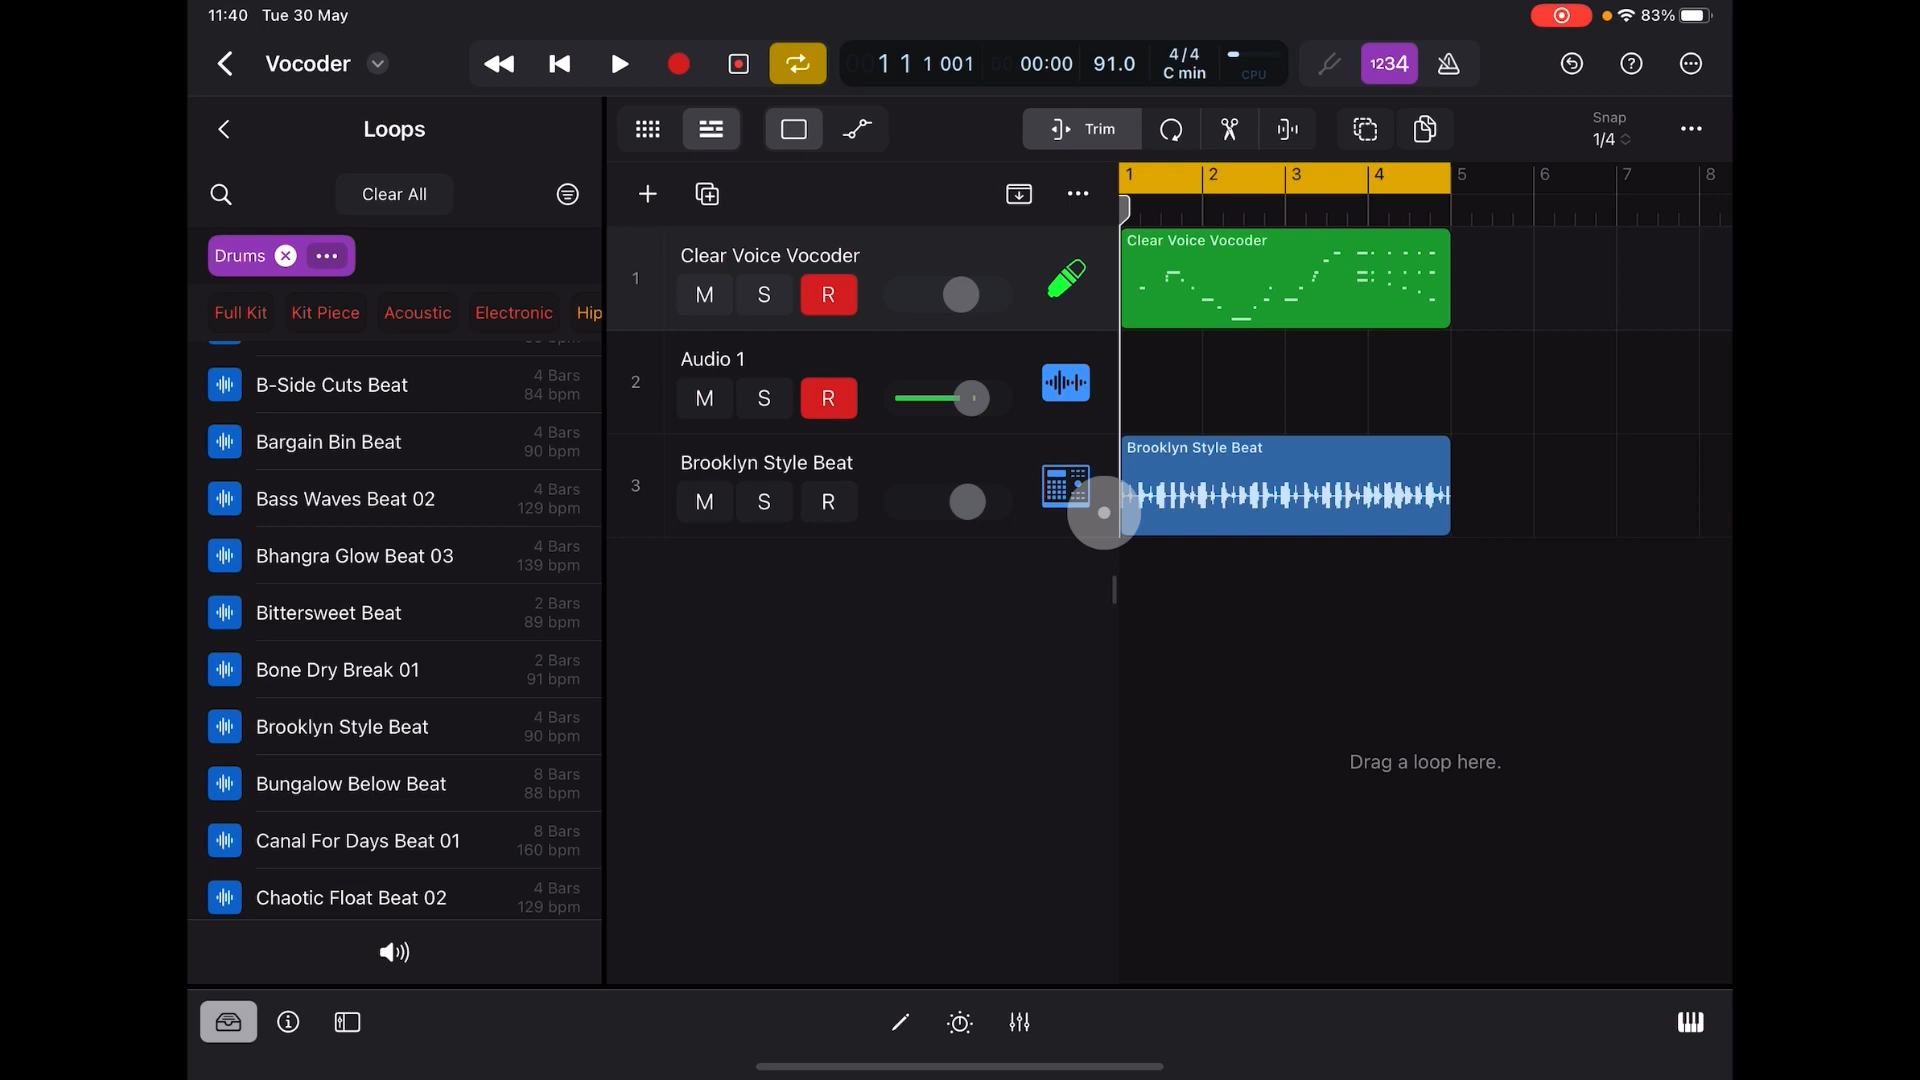 11:40 Tue 30 May
83%
Vocoder
1 1 1 001
00:00
91.0
4/4
C min
CPU
1234
Loops
Trim
Snap
1/4
Clear All
Drums
Full Kit
Kit Piece
Acoustic
Electronic
Hip
B-Side Cuts Beat
4 Bars
84 bpm
Bargain Bin Beat
4 Bars
90 bpm
Bass Waves Beat 02
4 Bars
129 bpm
Bhangra Glow Beat 03
4 Bars
139 bpm
Bittersweet Beat
2 Bars
89 bpm
Bone Dry Break 01
2 Bars
91 bpm
Brooklyn Style Beat
4 Bars
90 bpm
Bungalow Below Beat
8 Bars
88 bpm
Canal For Days Beat 01
8 Bars
160 bpm
Chaotic Float Beat 02
4 Bars
129 bpm
1 2 3 4 5 6 7 8
1
Clear Voice Vocoder
M S R
Clear Voice Vocoder
2
Audio 1
M S R
3
Brooklyn Style Beat
M S R
Brooklyn Style Beat
Drag a loop here.